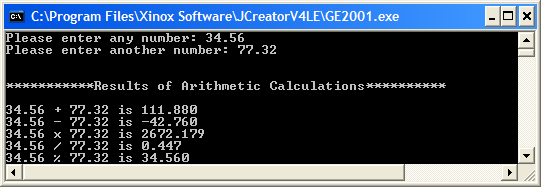 C:\Program Files\Xinox Software\JCreatorV4LE\GE2001.exe
Please enter any number: 34.56
Please enter another number: 77.32
***********Results of Arithmetic Calculations**********
34.56 + 77.32 is 111.880
34.56 - 77.32 is -42.760
34.56 x 77.32 is 2672.179
34.56 / 77.32 is 0.447
34.56 % 77.32 is 34.560